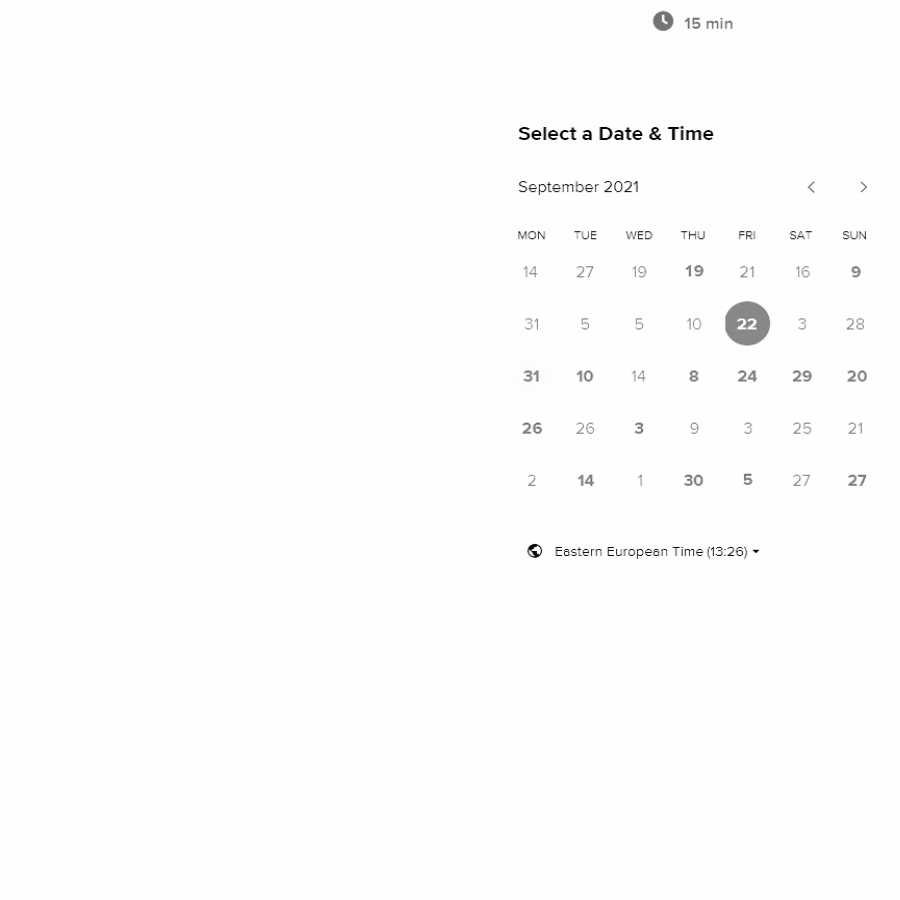 15 min
Select a Date & Time
September 2021
MON TUE WED THU FRI SAT SUN
14 27 19 19 21 16 9
31 5 5 10 22 3 28
31 10 14 8 24 29 20
26 26 3 9 3 25 21
2 14 1 30 5 27 27
Eastern European Time (13:26)